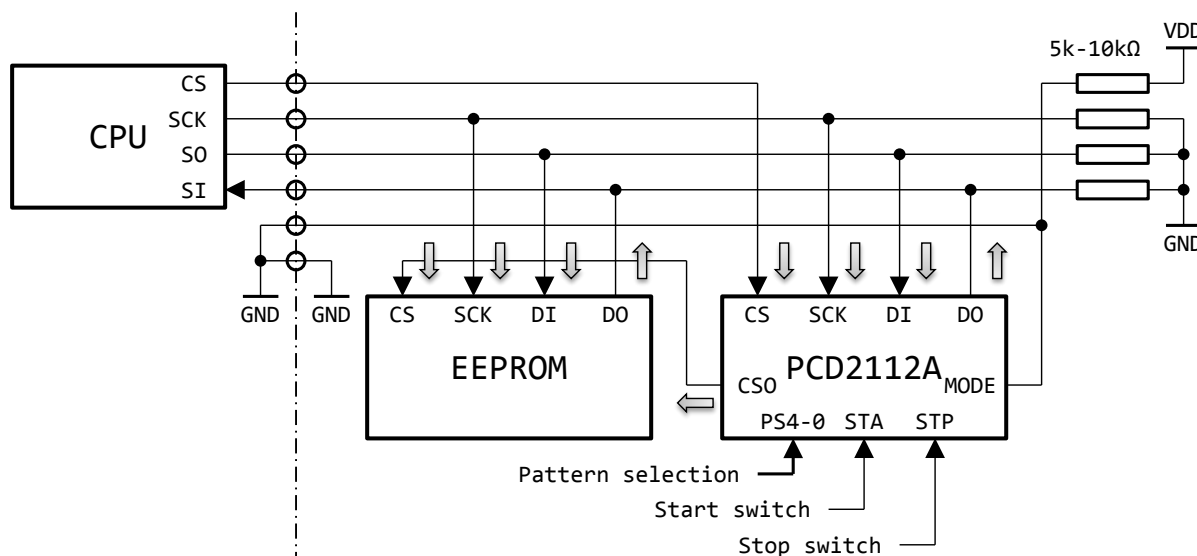 VDD
5k-10kΩ
CS
SCK
CPU
SO
SI
GND
GND GND
CS SCK DI DO
CS SCK DI DO
EEPROM
PCD2112A
CSO
MODE
PS4-0 STA STP
Pattern selection
Start switch
Stop switch